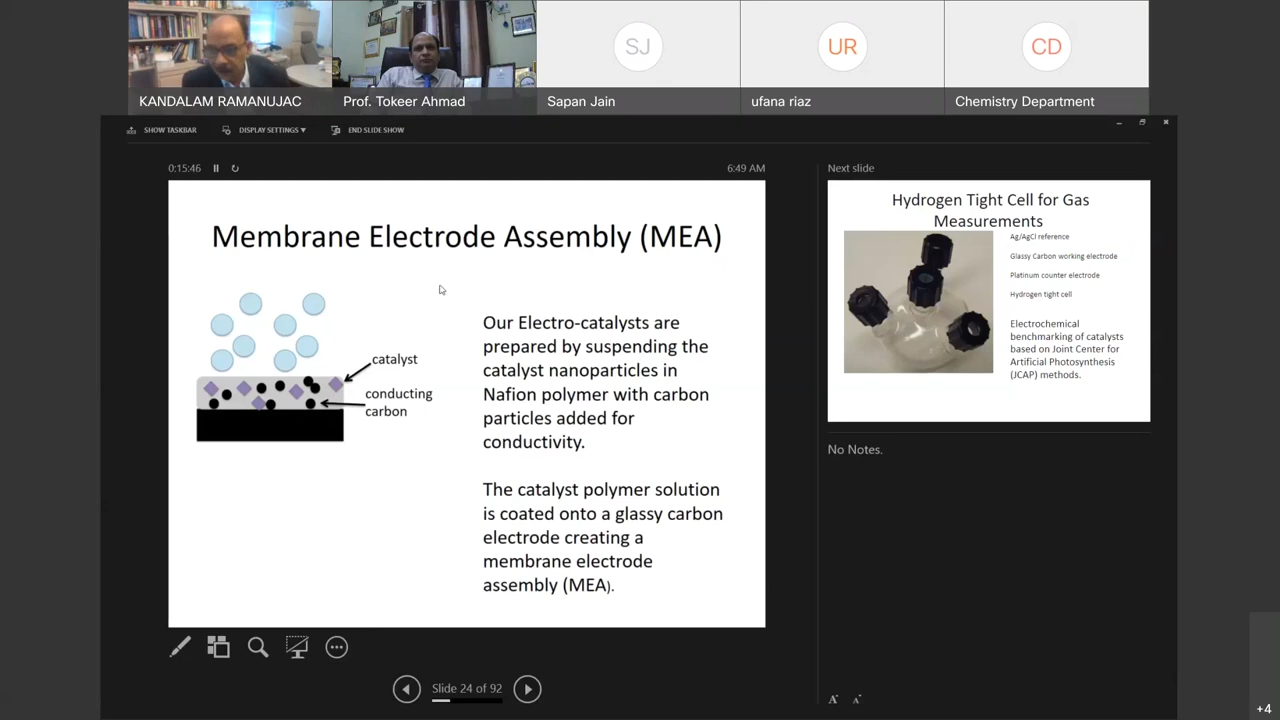 SJ
UR
CD
KANDALAM RAMANUJAC
Prof. Tokeer Ahmad
Sapan Jain
ufana riaz
Chemistry Department
SHOW TASKBAR
DISPLAY SETTINGS ▼
END SLIDE SHOW
0:15:46
6:49 AM
Membrane Electrode Assembly (MEA)
catalyst
conducting
carbon
Our Electro-catalysts are
prepared by suspending the
catalyst nanoparticles in
Nafion polymer with carbon
particles added for
conductivity.
The catalyst polymer solution
is coated onto a glassy carbon
electrode creating a
membrane electrode
assembly (MEA).
Slide 24 of 92
Next slide
Hydrogen Tight Cell for Gas
Measurements
Ag/AgCl reference
Glassy Carbon working electrode
Platinum counter electrode
Hydrogen tight cell
Electrochemical
benchmarking of catalysts
based on Joint Center for
Artificial Photosynthesis
(JCAP) methods.
No Notes.
A A
+4